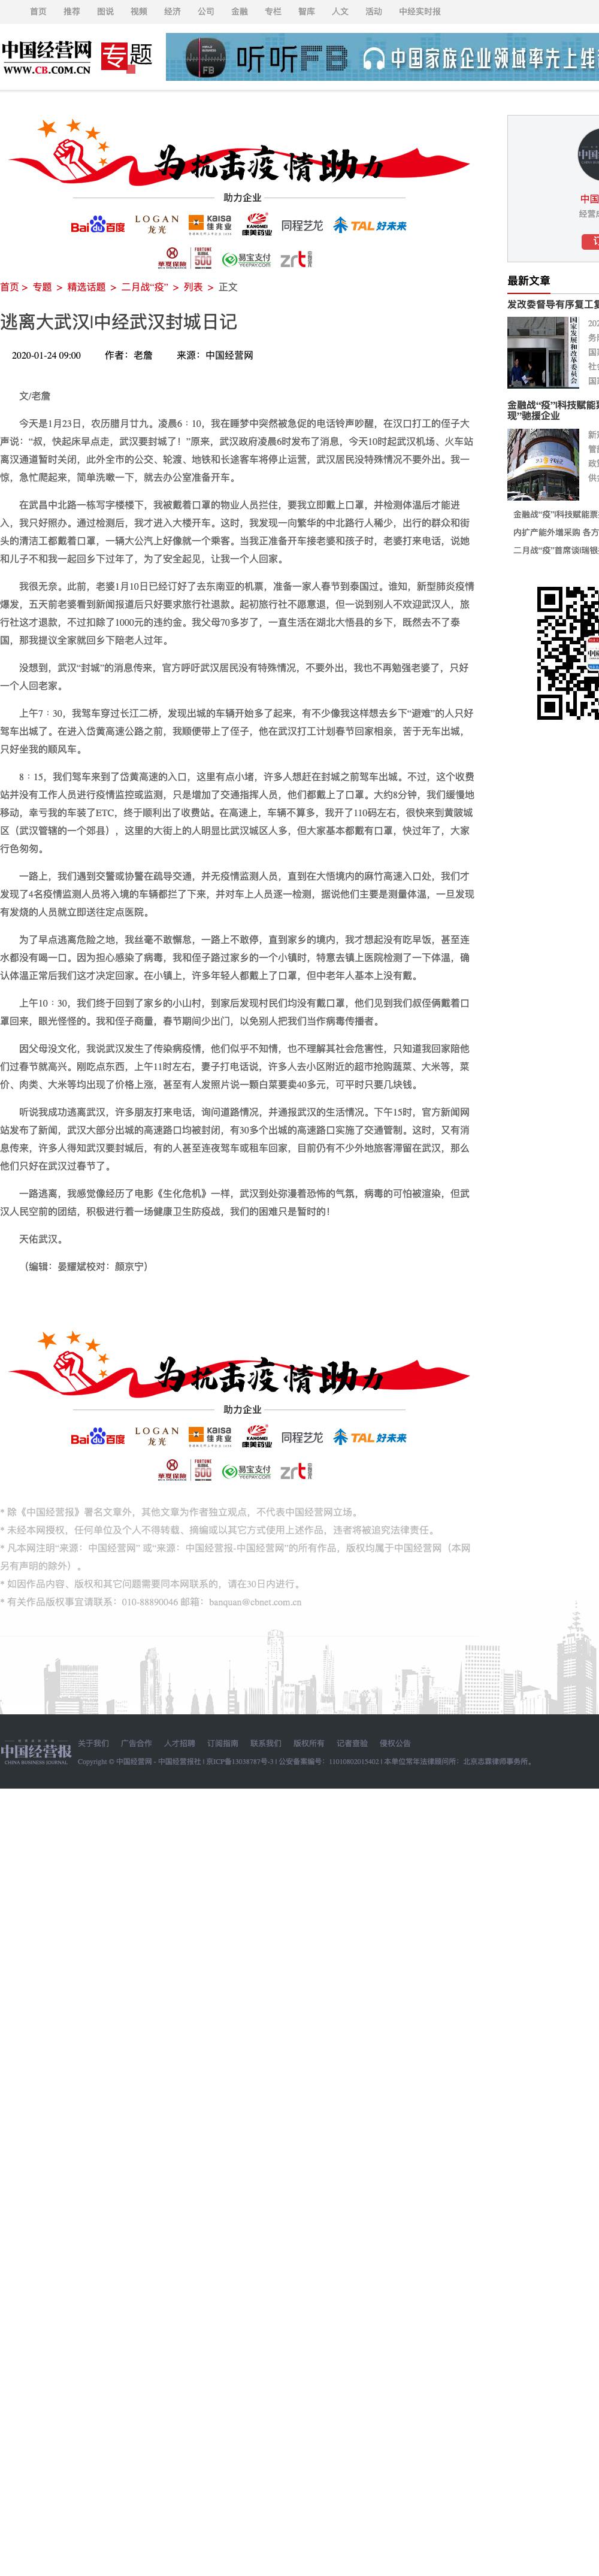 首页 推荐 图说 视频 经济 公司 金融 专栏 智库 人文 活动 中经实时报
中国经营网
WWW.CB.COM.CN
专题
听听FB
中国家族企业领域率先上线
为抗击疫情助力
助力企业
Bai du 百度
LOGAN
龙光
KAISA
佳兆业
康美药业
同程艺龙
TAL 好未来
华夏保险
FORTUNE
500
易宝支付
YEEPAY.COM
zrt
首页 > 专题 > 精选话题 > 二月战“疫” > 列表 > 正文
逃离大武汉|中经武汉封城日记
2020-01-24 09:00 作者：老詹 来源：中国经营网
文/老詹
今天是1月23日，农历腊月廿九。凌晨6：10，我在睡梦中突然被急促的电话铃声吵醒，在汉口打工的侄子大
声说：“叔，快起床早点走，武汉要封城了！”原来，武汉政府凌晨6时发布了消息，今天10时起武汉机场、火车站
离汉通道暂时关闭，此外全市的公交、轮渡、地铁和长途客车将停止运营，武汉居民没特殊情况不要外出。我一
惊，急忙爬起来，简单洗嗽一下，就去办公室准备开车。
在武昌中北路一栋写字楼楼下，我被戴着口罩的物业人员拦住，要我立即戴上口罩，并检测体温后才能进
入，我只好照办。通过检测后，我才进入大楼开车。这时，我发现一向繁华的中北路行人稀少，出行的群众和街
头的清洁工都戴着口罩，一辆大公汽上好像就一个乘客。当我正准备开车接老婆和孩子时，老婆打来电话，说她
和儿子不和我一起回乡下过年了，为了安全起见，让我一个人回家。
我很无奈。此前，老婆1月10日已经订好了去东南亚的机票，准备一家人春节到泰国过。谁知，新型肺炎疫情
爆发，五天前老婆看到新闻报道后只好要求旅行社退款。起初旅行社不愿意退，但一说到别人不欢迎武汉人，旅
行社这才退款，不过扣除了1000元的违约金。我父母70多岁了，一直生活在湖北大悟县的乡下，既然去不了泰
国，那我提议全家就回乡下陪老人过年。
没想到，武汉“封城”的消息传来，官方呼吁武汉居民没有特殊情况，不要外出，我也不再勉强老婆了，只好
一个人回老家。
上午7：30，我驾车穿过长江二桥，发现出城的车辆开始多了起来，有不少像我这样想去乡下“避难”的人只好
驾车出城了。在进入岱黄高速公路之前，我顺便带上了侄子，他在武汉打工计划春节回家相亲，苦于无车出城，
只好坐我的顺风车。
8：15，我们驾车来到了岱黄高速的入口，这里有点小堵，许多人想赶在封城之前驾车出城。不过，这个收费
站并没有工作人员进行疫情监控或监测，只是增加了交通指挥人员，他们都戴上了口罩。大约8分钟，我们缓慢地
移动，幸亏我的车装了ETC，终于顺利出了收费站。在高速上，车辆不算多，我开了110码左右，很快来到黄陂城
区（武汉管辖的一个郊县），这里的大街上的人明显比武汉城区人多，但大家基本都戴有口罩，快过年了，大家
行色匆匆。
一路上，我们遇到交警或协警在疏导交通，并无疫情监测人员，直到在大悟境内的麻竹高速入口处，我们才
发现了4名疫情监测人员将入境的车辆都拦了下来，并对车上人员逐一检测，据说他们主要是测量体温，一旦发现
有发烧的人员就立即送往定点医院。
为了早点逃离危险之地，我丝毫不敢懈怠，一路上不敢停，直到家乡的境内，我才想起没有吃早饭，甚至连
水都没有喝一口。因为担心感染了病毒，我和侄子路过家乡的一个小镇时，特意去镇上医院检测了一下体温，确
认体温正常后我们这才决定回家。在小镇上，许多年轻人都戴上了口罩，但中老年人基本上没有戴。
上午10：30，我们终于回到了家乡的小山村，到家后发现村民们均没有戴口罩，他们见到我们叔侄俩戴着口
罩回来，眼光怪怪的。我和侄子商量，春节期间少出门，以免别人把我们当作病毒传播者。
因父母没文化，我说武汉发生了传染病疫情，他们似乎不知情，也不理解其社会危害性，只知道我回家陪他
们过春节就高兴。刚吃点东西，上午11时左右，妻子打电话说，许多人去小区附近的超市抢购蔬菜、大米等，菜
价、肉类、大米等均出现了价格上涨，甚至有人发照片说一颗白菜要卖40多元，可平时只要几块钱。
听说我成功逃离武汉，许多朋友打来电话，询问道路情况，并通报武汉的生活情况。下午15时，官方新闻网
站发布了新闻，武汉大部分出城的高速路口均被封闭，有30多个出城的高速路口实施了交通管制。这时，又有消
息传来，许多人得知武汉要封城后，有的人甚至连夜驾车或租车回家，目前仍有不少外地旅客滞留在武汉，那么
他们只好在武汉过春节了。
一路逃离，我感觉像经历了电影《生化危机》一样，武汉到处弥漫着恐怖的气氛，病毒的可怕被渲染，但武
汉人民空前的团结，积极进行着一场健康卫生防疫战，我们的困难只是暂时的！
天佑武汉。
（编辑：晏耀斌校对：颜京宁）
为抗击疫情助力
助力企业
Bai du 百度
LOGAN
龙光
KAISA
佳兆业
康美药业
同程艺龙
TAL 好未来
华夏保险
FORTUNE
500
易宝支付
YEEPAY.COM
zrt
* 除《中国经营报》署名文章外，其他文章为作者独立观点，不代表中国经营网立场。
* 未经本网授权，任何单位及个人不得转载、摘编或以其它方式使用上述作品，违者将被追究法律责任。
* 凡本网注明“来源：中国经营网” 或“来源：中国经营报-中国经营网”的所有作品，版权均属于中国经营网（本网
另有声明的除外）。
* 如因作品内容、版权和其它问题需要同本网联系的，请在30日内进行。
* 有关作品版权事宜请联系：010-88890046 邮箱：banquan@cbnet.com.cn
中国
经营成
订
最新文章
发改委督导有序复工复
国家发展和改革委员会
202
务院
国家
社会
国家
金融战“疫”|科技赋能票
现”驰援企业
新冠
管部
政策
供金
金融战“疫”|科技赋能票
内扩产能外增采购 各方
二月战“疫”首席谈|瑞银
中国经营报
CHINA BUSINESS JOURNAL
关于我们 广告合作 人才招聘 订阅指南 联系我们 版权所有 记者查验 侵权公告
Copyright © 中国经营网 - 中国经营报社 | 京ICP备13038787号-3 | 公安备案编号：11010802015402 | 本单位常年法律顾问所：北京志霖律师事务所。